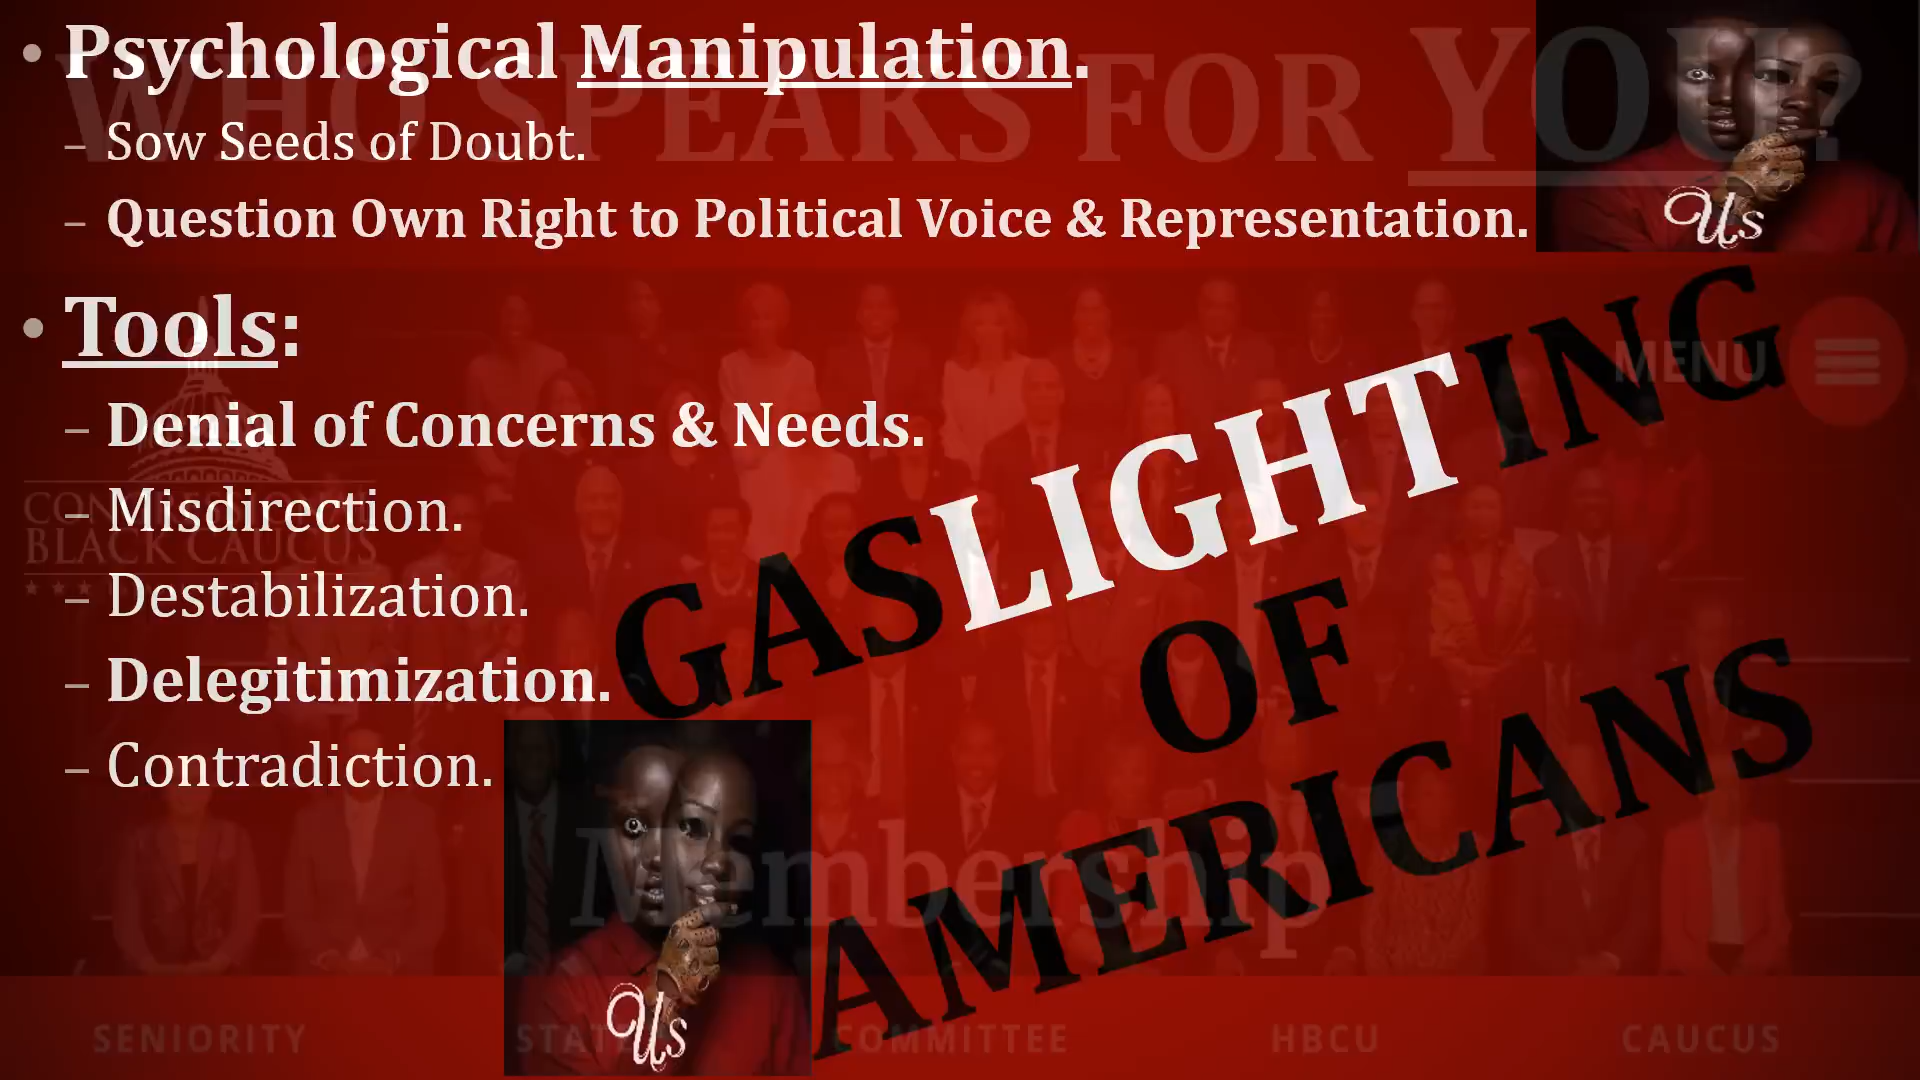 WHO SPEAKS FOR YOU?
• Psychological Manipulation.
– Sow Seeds of Doubt.
– Question Own Right to Political Voice & Representation.
Us
• Tools:
– Denial of Concerns & Needs.
– Misdirection.
– Destabilization.
– Delegitimization.
– Contradiction.
GASLIGHTING
OF
AMERICANS
MENU
BLACK CAUCUS
Us
Membership
SENIORITY
COMMITTEE
HBCU
CAUCUS